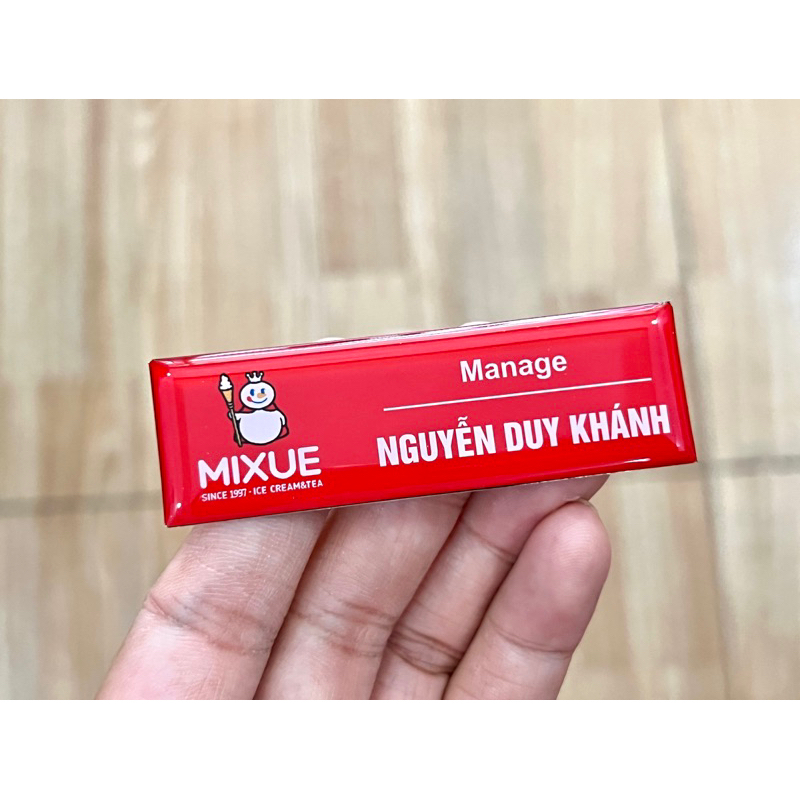 MIXUE
SINCE 1997 · ICE CREAM&TEA
Manage
NGUYỄN DUY KHÁNH